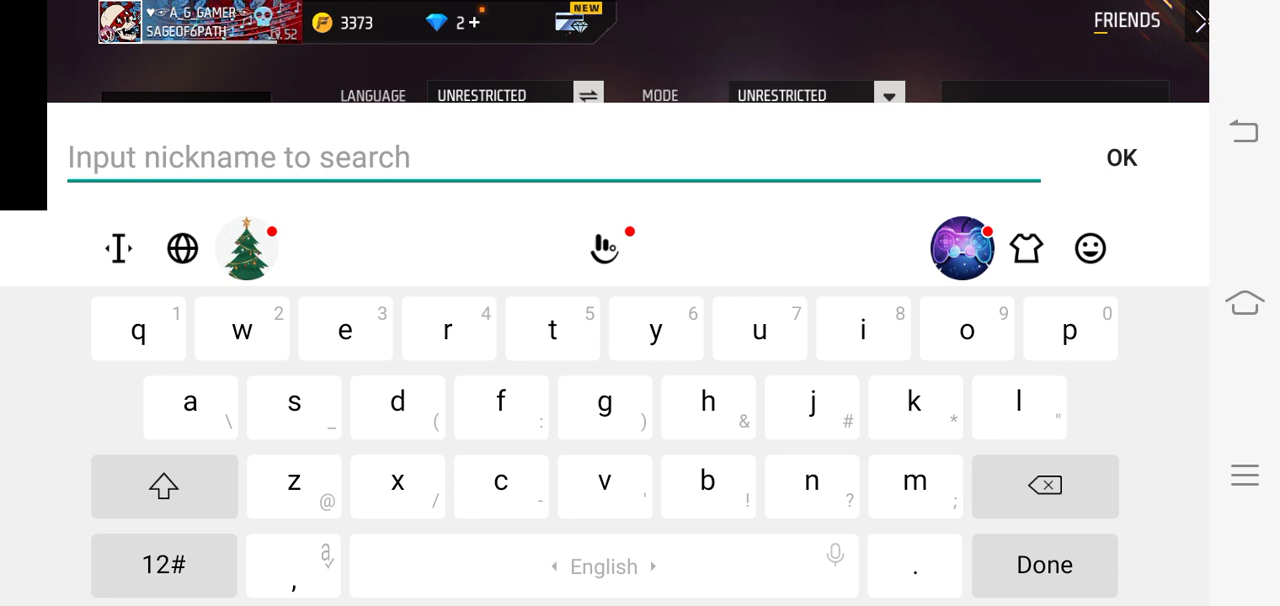 A_G_GAMER
SAGEOF6PATH
LV.52
3373
2+
NEW
FRIENDS
LANGUAGE UNRESTRICTED MODE UNRESTRICTED
Input nickname to search
OK
1 2 3 4 5 6 7 8 9 0
q w e r t y u i o p
a s d f g h j k l
\ _ ( : ) & # * "
z x c v b n m
@ / - ' ! ? ;
12# , English . Done